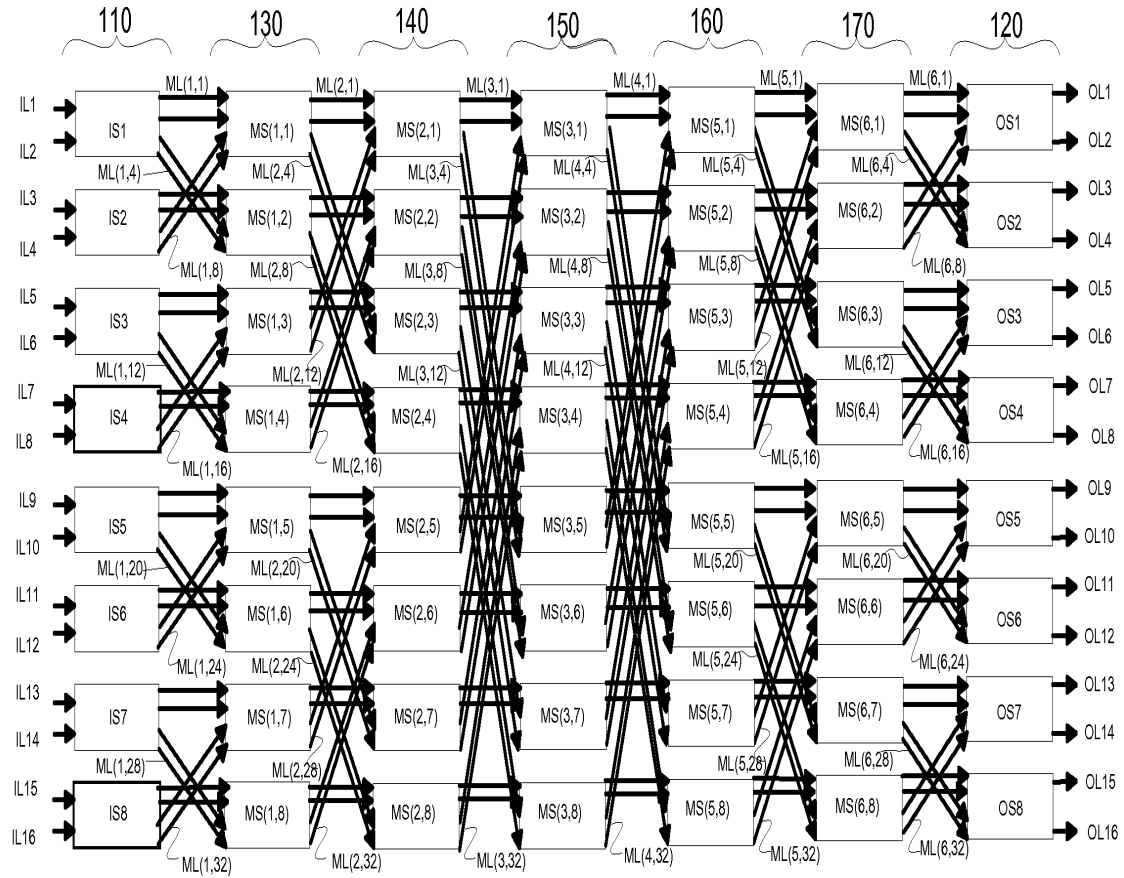 110 130 140 150 160 170 120
ML(1,1) ML(2,1) ML(3,1) ML(4,1) ML(5,1) ML(6,1)
IL1 OL1
IS1 MS(1,1) MS(2,1) MS(3,1) MS(5,1) MS(6,1) OS1
IL2 OL2
ML(1,4) ML(2,4) ML(3,4) ML(4,4) ML(5,4) ML(6,4)
IL3 OL3
IS2 MS(1,2) MS(2,2) MS(3,2) MS(5,2) MS(6,2) OS2
IL4 OL4
ML(1,8) ML(2,8) ML(3,8) ML(4,8) ML(5,8) ML(6,8)
IL5 OL5
IS3 MS(1,3) MS(2,3) MS(3,3) MS(5,3) MS(6,3) OS3
IL6 OL6
ML(1,12) ML(2,12) ML(3,12) ML(4,12) ML(5,12) ML(6,12)
IL7 OL7
IS4 MS(1,4) MS(2,4) MS(3,4) MS(5,4) MS(6,4) OS4
IL8 OL8
ML(1,16) ML(2,16) ML(5,16) ML(6,16)
IL9 OL9
IS5 MS(1,5) MS(2,5) MS(3,5) MS(5,5) MS(6,5) OS5
IL10 OL10
ML(1,20) ML(2,20) ML(5,20) ML(6,20)
IL11 OL11
IS6 MS(1,6) MS(2,6) MS(3,6) MS(5,6) MS(6,6) OS6
IL12 OL12
ML(1,24) ML(2,24) ML(5,24) ML(6,24)
IL13 OL13
IS7 MS(1,7) MS(2,7) MS(3,7) MS(5,7) MS(6,7) OS7
IL14 OL14
ML(1,28) ML(2,28) ML(5,28) ML(6,28)
IL15 OL15
IS8 MS(1,8) MS(2,8) MS(3,8) MS(5,8) MS(6,8) OS8
IL16 OL16
ML(1,32) ML(2,32) ML(3,32) ML(4,32) ML(5,32) ML(6,32)